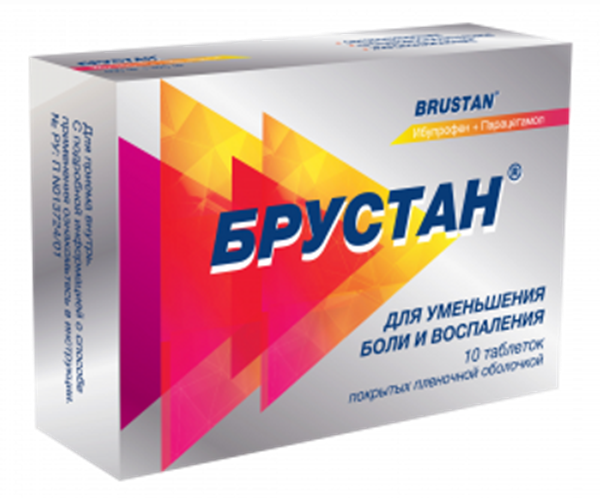 BRUSTAN®
Ибупрофен + Парацетамол
БРУСТАН®
ДЛЯ УМЕНЬШЕНИЯ
БОЛИ И ВОСПАЛЕНИЯ
10 таблеток
покрытых пленочной оболочкой
Для приема внутрь.
С подробной информацией о способе
применения ознакомьтесь в инструкции.
№ РУ: П N013724/01